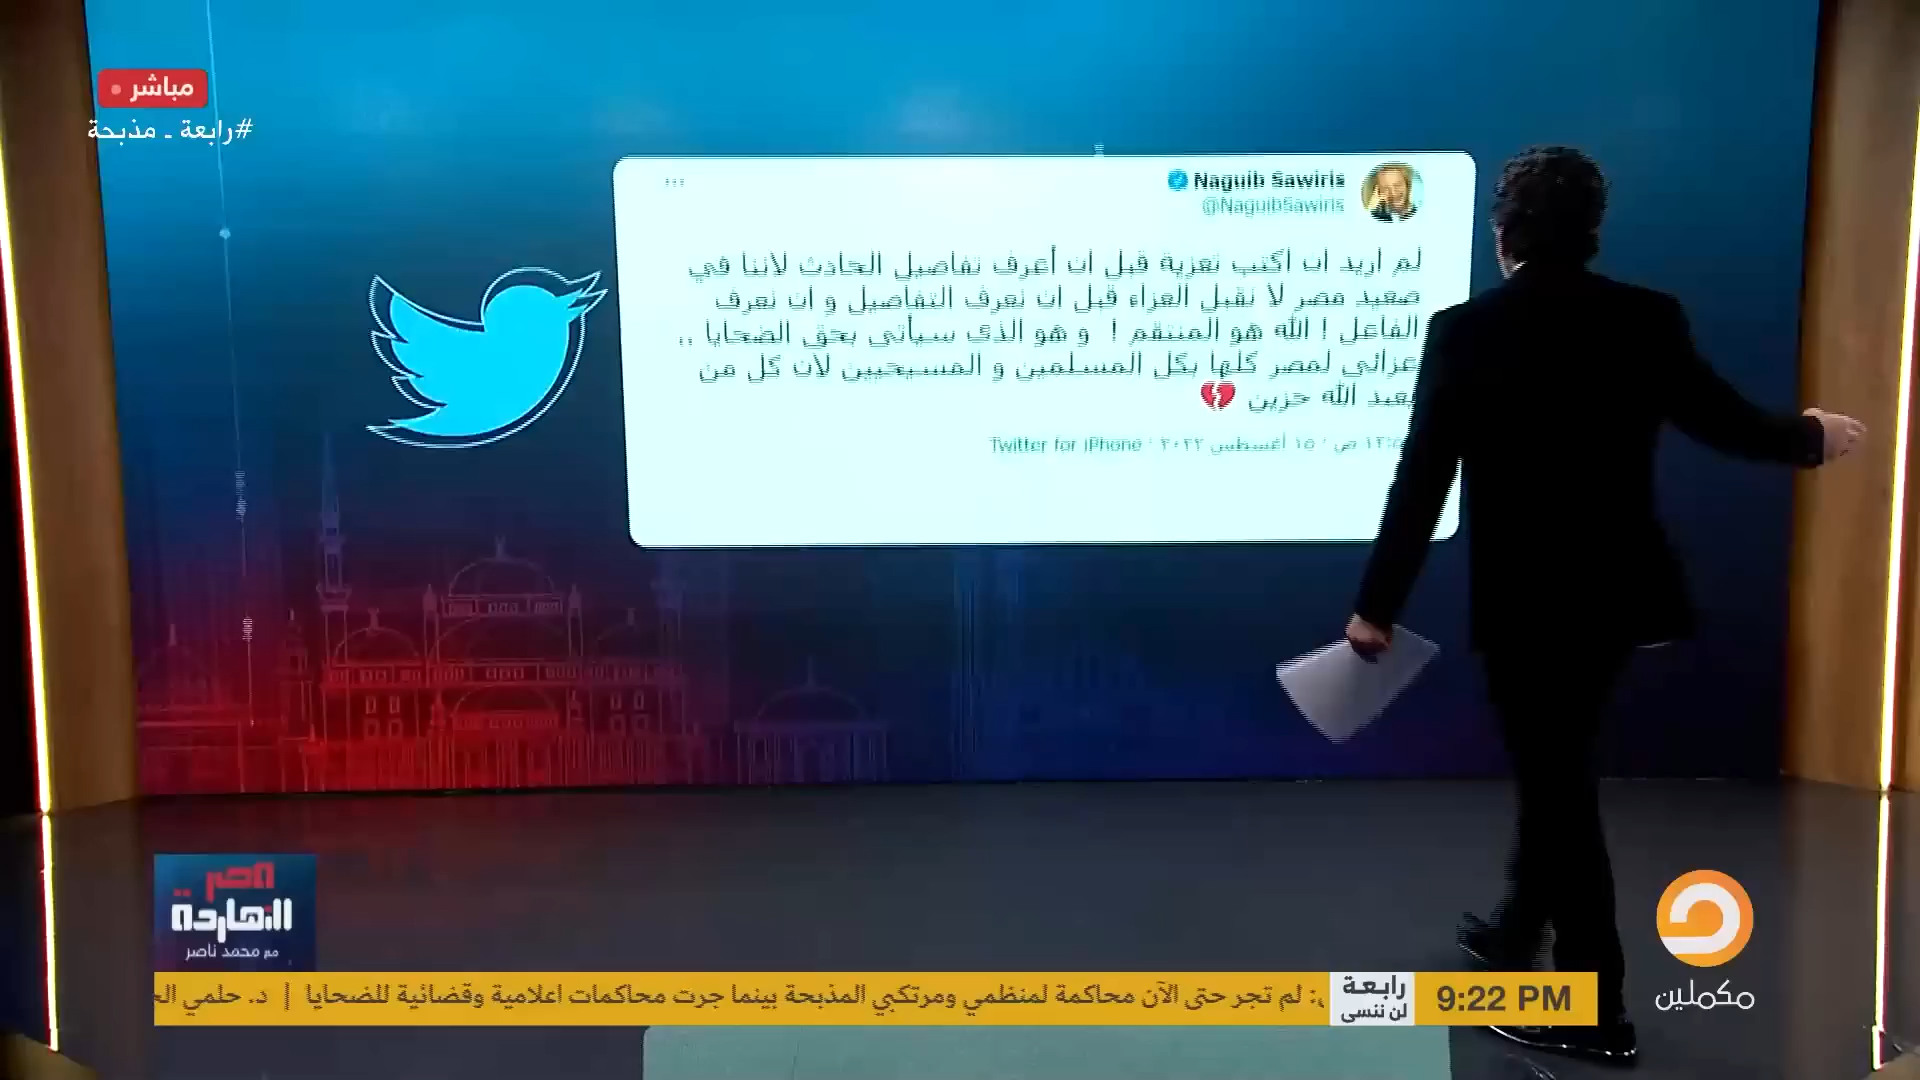 مباشر
#رابعة - مذبحة
Naguib Sawiris
@NaguibSawiris
لم اريد ان اكتب تعزية قبل ان أعرف تفاصيل الحادث لاننا في
صعيد مصر لا نقبل العزاء قبل ان نعرف التفاصيل و ان نعرف
الفاعل ! الله هو المنتقم ! و هو الذى سيأتى بحق الضحايا ..
عزائى لمصر كلها بكل المسلمين و المسيحيين لان كل من
يعبد الله حزين 💔
ص · ١٥ أغسطس ٢٠٢٢ · Twitter for iPhone
مصر
النهاردة
مع محمد ناصر
مكملين
9:22 PM
رابعة
لن ننسى
: لم تجر حتى الآن محاكمة لمنظمي ومرتكبي المذبحة بينما جرت محاكمات اعلامية وقضائية للضحايا | د. حلمي